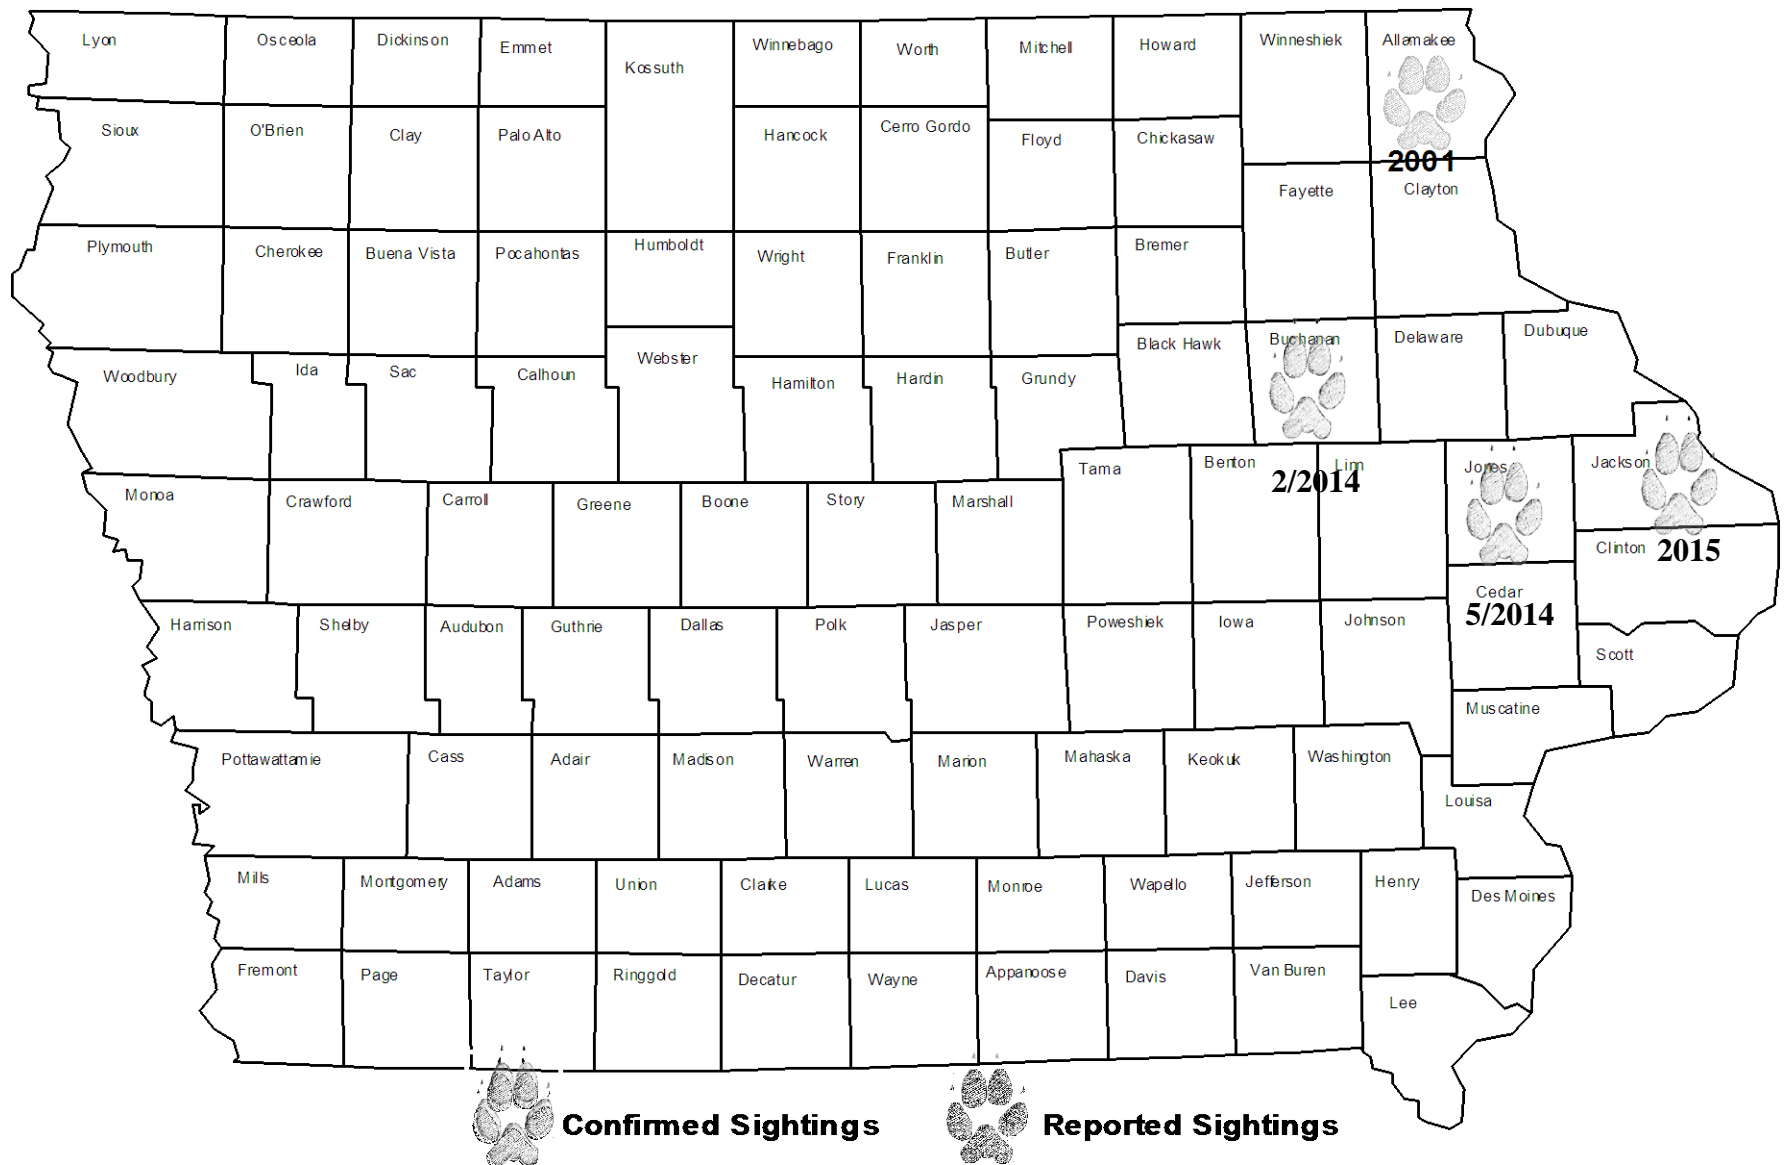 Lyon
Osceola
Dickinson
Emmet
Kossuth
Winnebago
Worth
Mitchell
Howard
Winneshiek
Allamakee
Sioux
O'Brien
Clay
Palo Alto
Hancock
Cerro Gordo
Floyd
Chickasaw
2001
Fayette
Clayton
Plymouth
Cherokee
Buena Vista
Pocahontas
Humboldt
Wright
Franklin
Butler
Bremer
Black Hawk
Buchanan
Delaware
Dubuque
Woodbury
Ida
Sac
Calhoun
Webster
Hamilton
Hardin
Grundy
Tama
Benton
Linn
2/2014
Jones
Jackson
Monoa
Crawford
Carroll
Greene
Boone
Story
Marshall
Clinton
2015
Cedar
5/2014
Harrison
Shelby
Audubon
Guthrie
Dallas
Polk
Jasper
Poweshiek
Iowa
Johnson
Scott
Muscatine
Pottawattamie
Cass
Adair
Madison
Warren
Marion
Mahaska
Keokuk
Washington
Louisa
Mills
Montgomery
Adams
Union
Clarke
Lucas
Monroe
Wapello
Jefferson
Henry
Des Moines
Fremont
Page
Taylor
Ringgold
Decatur
Wayne
Appanoose
Davis
Van Buren
Lee
Confirmed Sightings
Reported Sightings